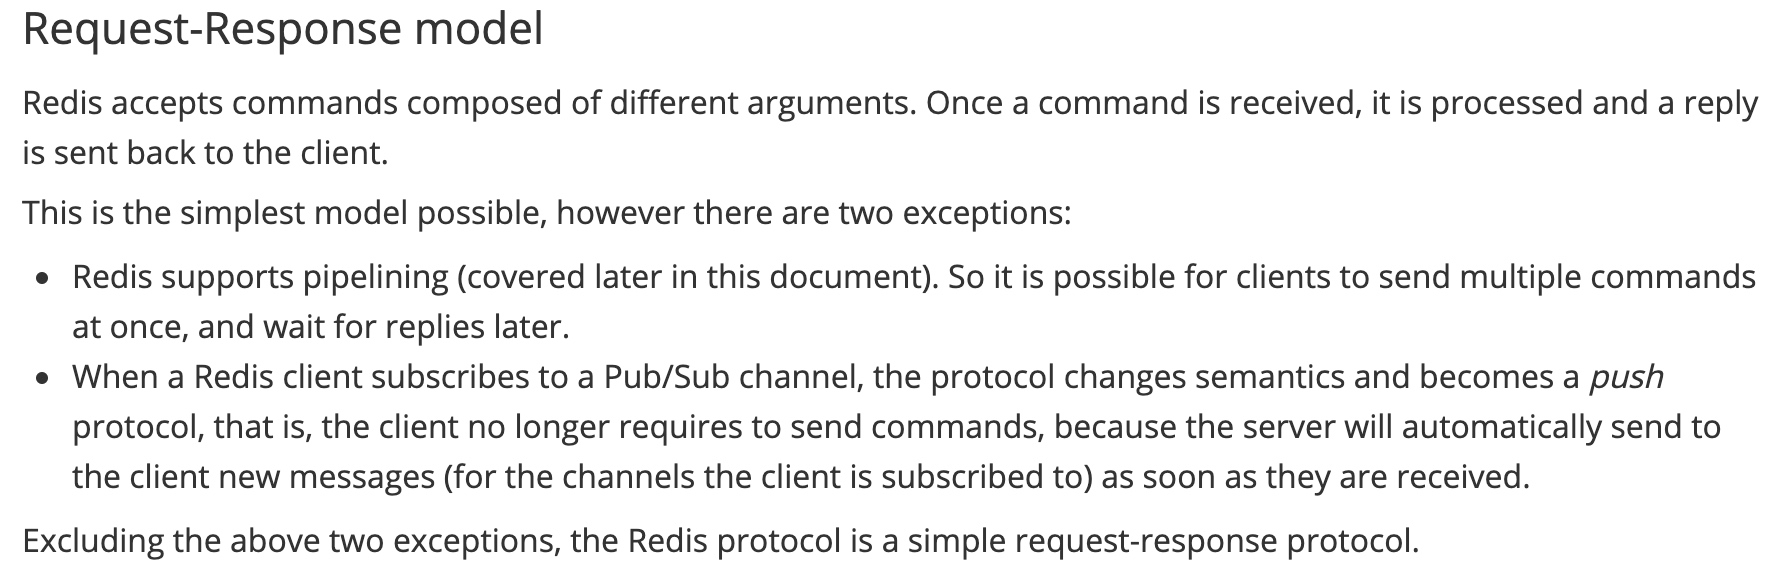 Request-Response model
Redis accepts commands composed of different arguments. Once a command is received, it is processed and a reply
is sent back to the client.
This is the simplest model possible, however there are two exceptions:
• Redis supports pipelining (covered later in this document). So it is possible for clients to send multiple commands
at once, and wait for replies later.
• When a Redis client subscribes to a Pub/Sub channel, the protocol changes semantics and becomes a push
protocol, that is, the client no longer requires to send commands, because the server will automatically send to
the client new messages (for the channels the client is subscribed to) as soon as they are received.
Excluding the above two exceptions, the Redis protocol is a simple request-response protocol.